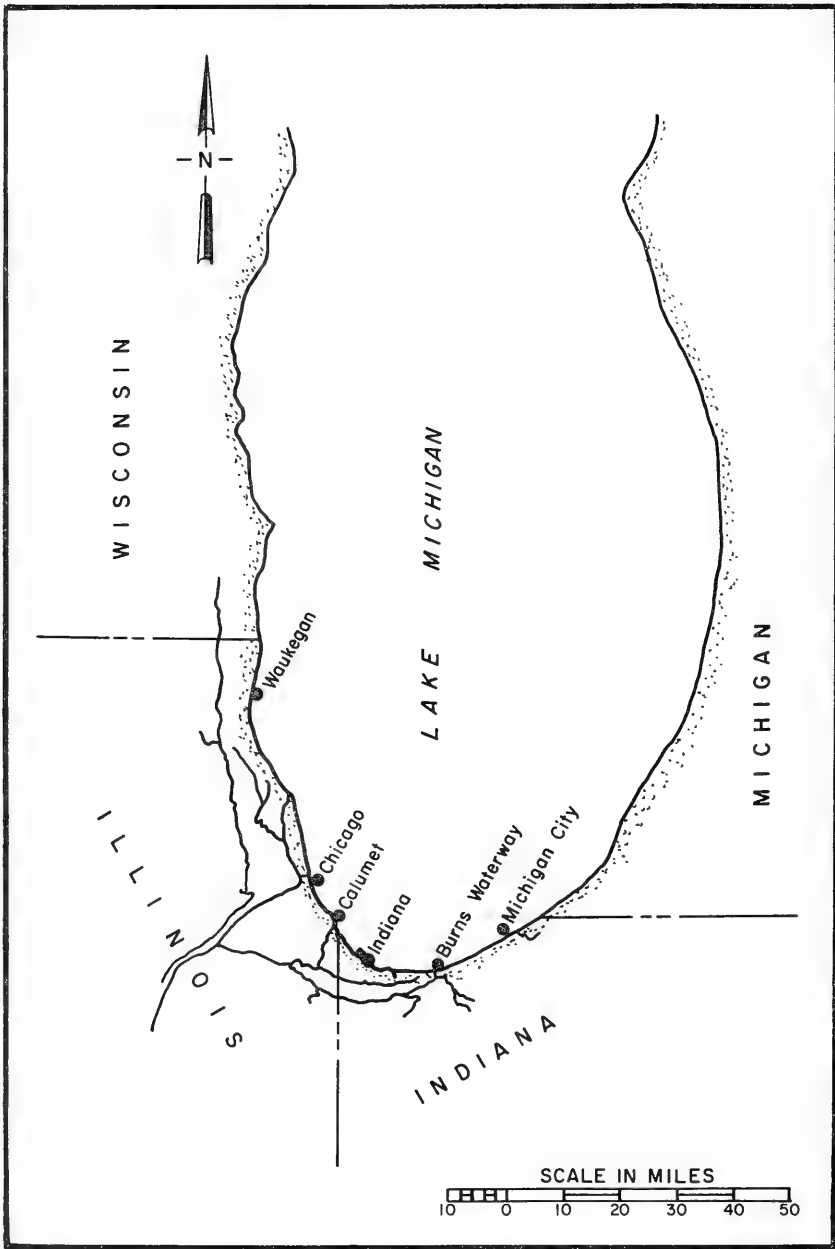 -N-
WISCONSIN
LAKE MICHIGAN
MICHIGAN
Waukegan
ILLINOIS
Chicago
Calumet
Indiana
Burns Waterway
Michigan City
INDIANA
SCALE IN MILES
10 0 10 20 30 40 50